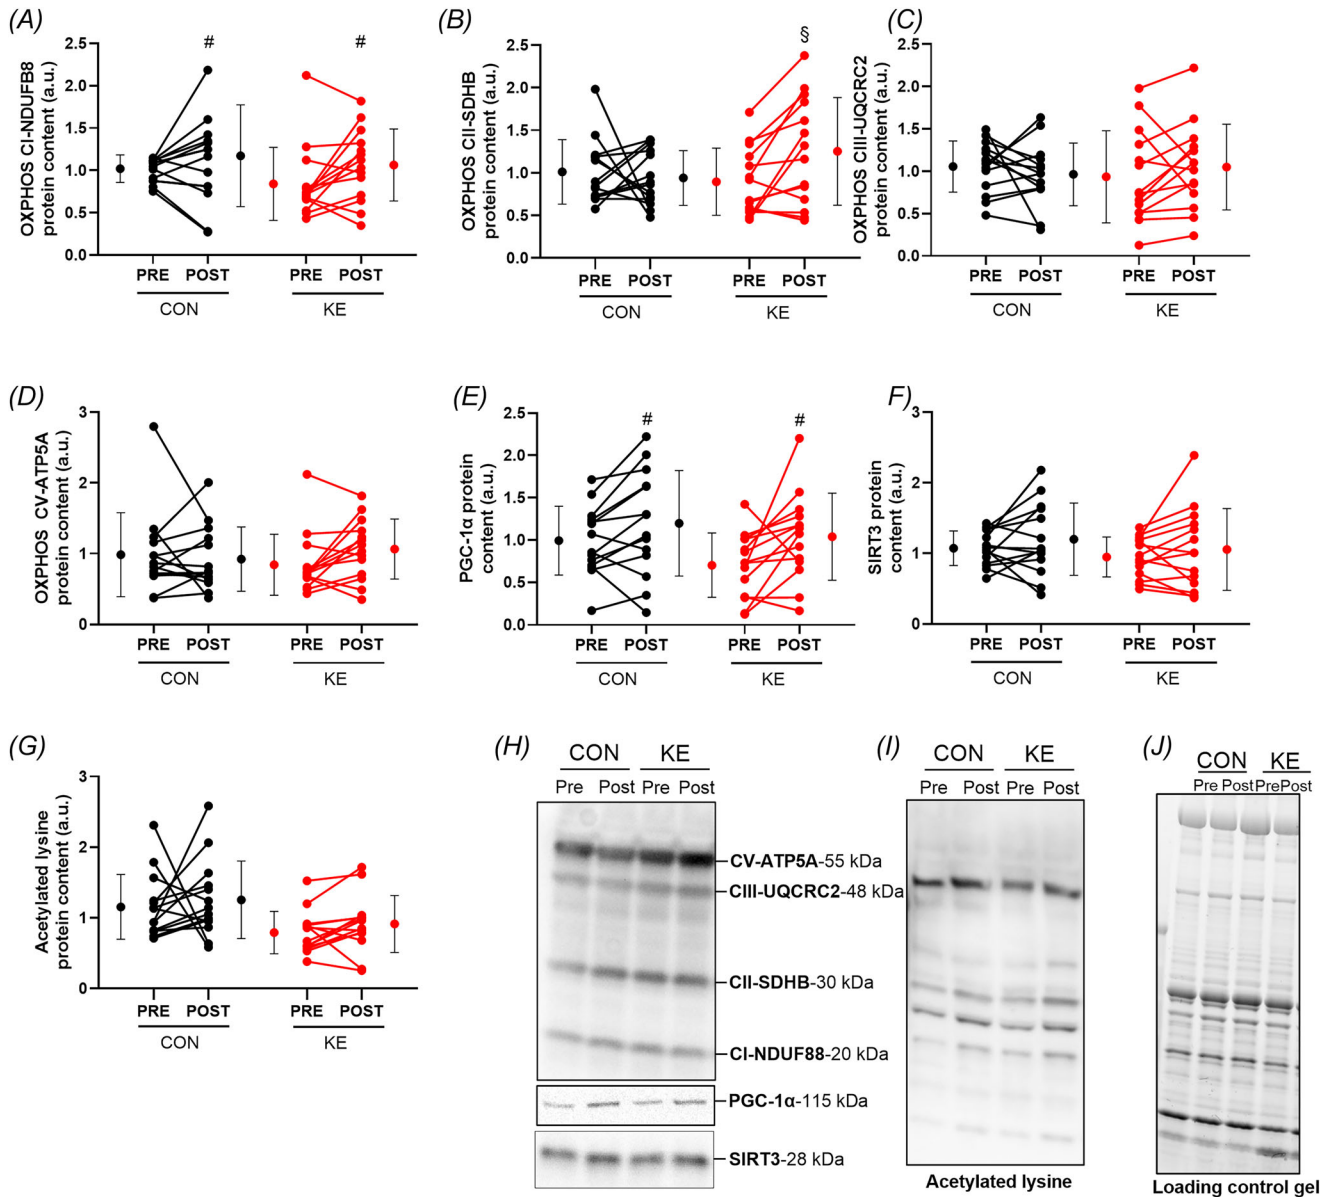 (A)
#
#
OXPHOS CI-NDUFB8
protein content (a.u.)
2.5
2.0
1.5
1.0
0.5
0.0
PRE POST
PRE POST
CON
KE
(B)
§
OXPHOS CII-SDHB
protein content (a.u.)
2.5
2.0
1.5
1.0
0.5
0.0
PRE POST
PRE POST
CON
KE
(C)
OXPHOS CIII-UQCRC2
protein content (a.u.)
2.5
2.0
1.5
1.0
0.5
0.0
PRE POST
PRE POST
CON
KE
(D)
OXPHOS CV-ATP5A
protein content (a.u.)
3
2
1
0
PRE POST
PRE POST
CON
KE
(E)
#
#
PGC-1α protein
content (a.u.)
2.5
2.0
1.5
1.0
0.5
0.0
PRE POST
PRE POST
CON
KE
F)
SIRT3 protein
content (a.u.)
3
2
1
0
PRE POST
PRE POST
CON
KE
(G)
Acetylated lysine
protein content (a.u.)
3
2
1
0
PRE POST
PRE POST
CON
KE
(H)
CON KE
Pre Post Pre Post
CV-ATP5A-55 kDa
CIII-UQCRC2-48 kDa
CII-SDHB-30 kDa
CI-NDUF88-20 kDa
PGC-1α-115 kDa
SIRT3-28 kDa
(I)
CON KE
Pre Post Pre Post
Acetylated lysine
(J)
CON KE
Pre Post PrePost
Loading control gel